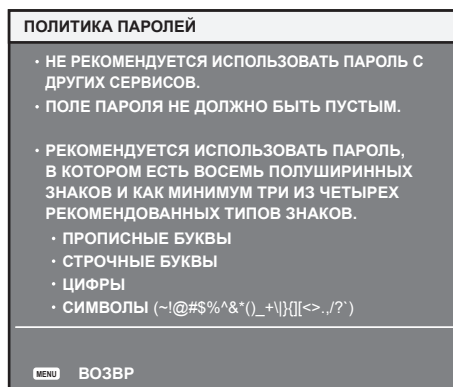 ПОЛИТИКА ПАРОЛЕЙ
· НЕ РЕКОМЕНДУЕТСЯ ИСПОЛЬЗОВАТЬ ПАРОЛЬ С
ДРУГИХ СЕРВИСОВ.
· ПОЛЕ ПАРОЛЯ НЕ ДОЛЖНО БЫТЬ ПУСТЫМ.
· РЕКОМЕНДУЕТСЯ ИСПОЛЬЗОВАТЬ ПАРОЛЬ,
В КОТОРОМ ЕСТЬ ВОСЕМЬ ПОЛУШИРИННЫХ
ЗНАКОВ И КАК МИНИМУМ ТРИ ИЗ ЧЕТЫРЕХ
РЕКОМЕНДОВАННЫХ ТИПОВ ЗНАКОВ.
· ПРОПИСНЫЕ БУКВЫ
· СТРОЧНЫЕ БУКВЫ
· ЦИФРЫ
· СИМВОЛЫ (~!@#$%^&*()_+\|}{][<>.,/?`)
MENU ВОЗВР